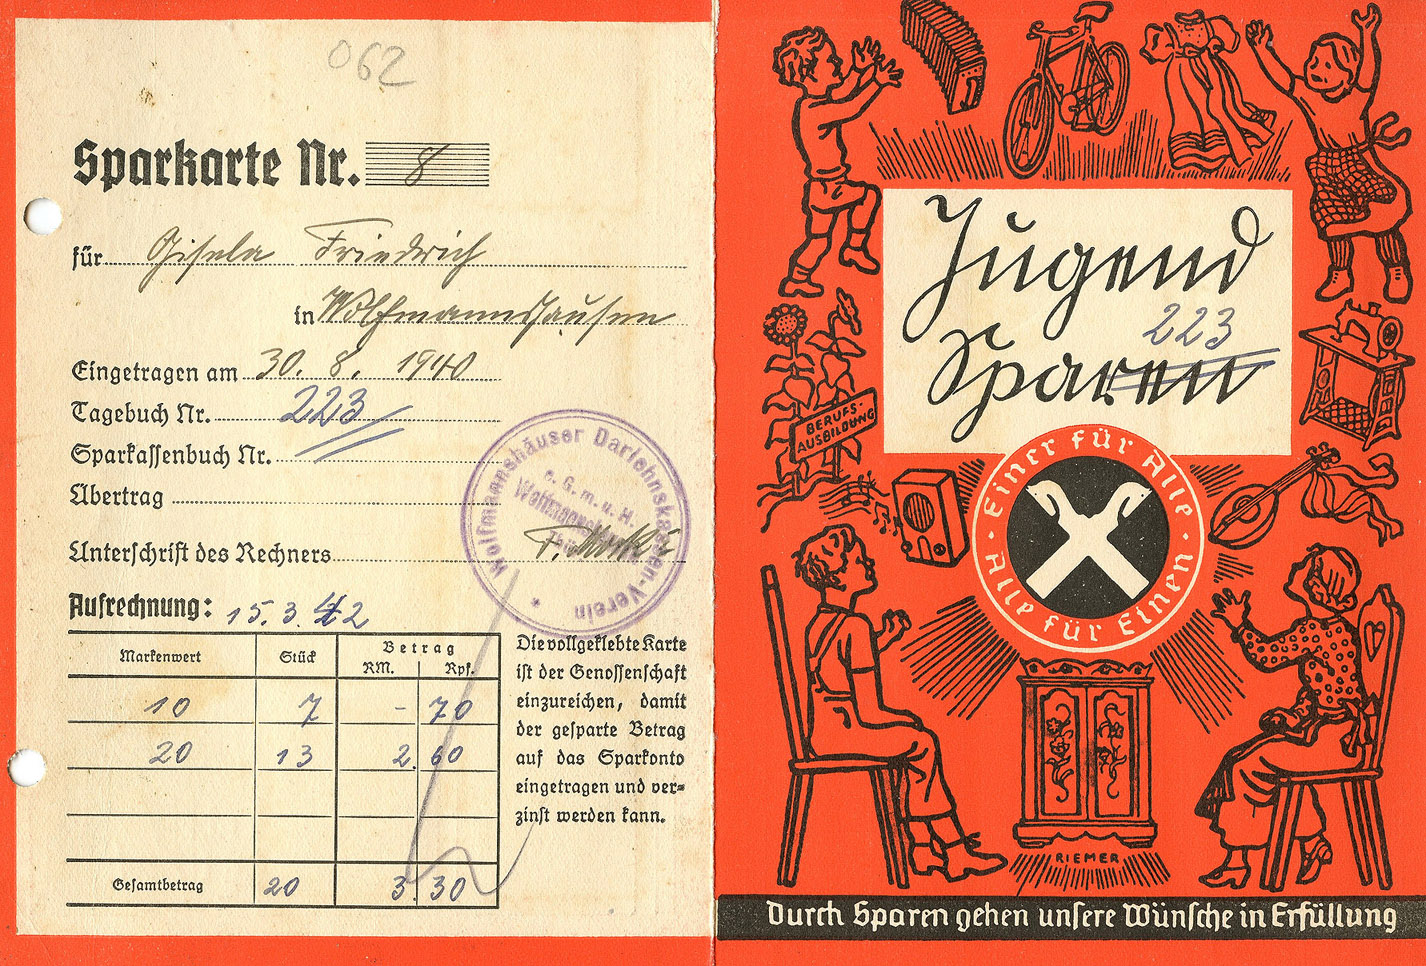 062
Sparkarte Nr. 8
für Gisela Friedrich
in Wolfmannshausen
Eingetragen am 30. 8. 1940
Tagebuch Nr. 223
Sparkassenbuch Nr.
Übertrag
Unterschrift des Rechners
Wolfmannshäuser Darlehnskassen-Verein
e. G. m. u. H.
Aufrechnung: 15. 3. 42
Markenwert Stück Betrag
RM. Rpf.
10 7 - 70
20 13 2. 60
Gesamtbetrag 20 3. 30
Die vollgeklebte Karte
ist der Genossenschaft
einzureichen, damit
der gesparte Betrag
auf das Sparkonto
eingetragen und ver=
zinst werden kann.
Jugend
Sparen
223
BERUFS-
AUSBILDUNG
Einer für Alle
Alle für Einen
RIEMER
Durch Sparen gehen unsere Wünsche in Erfüllung